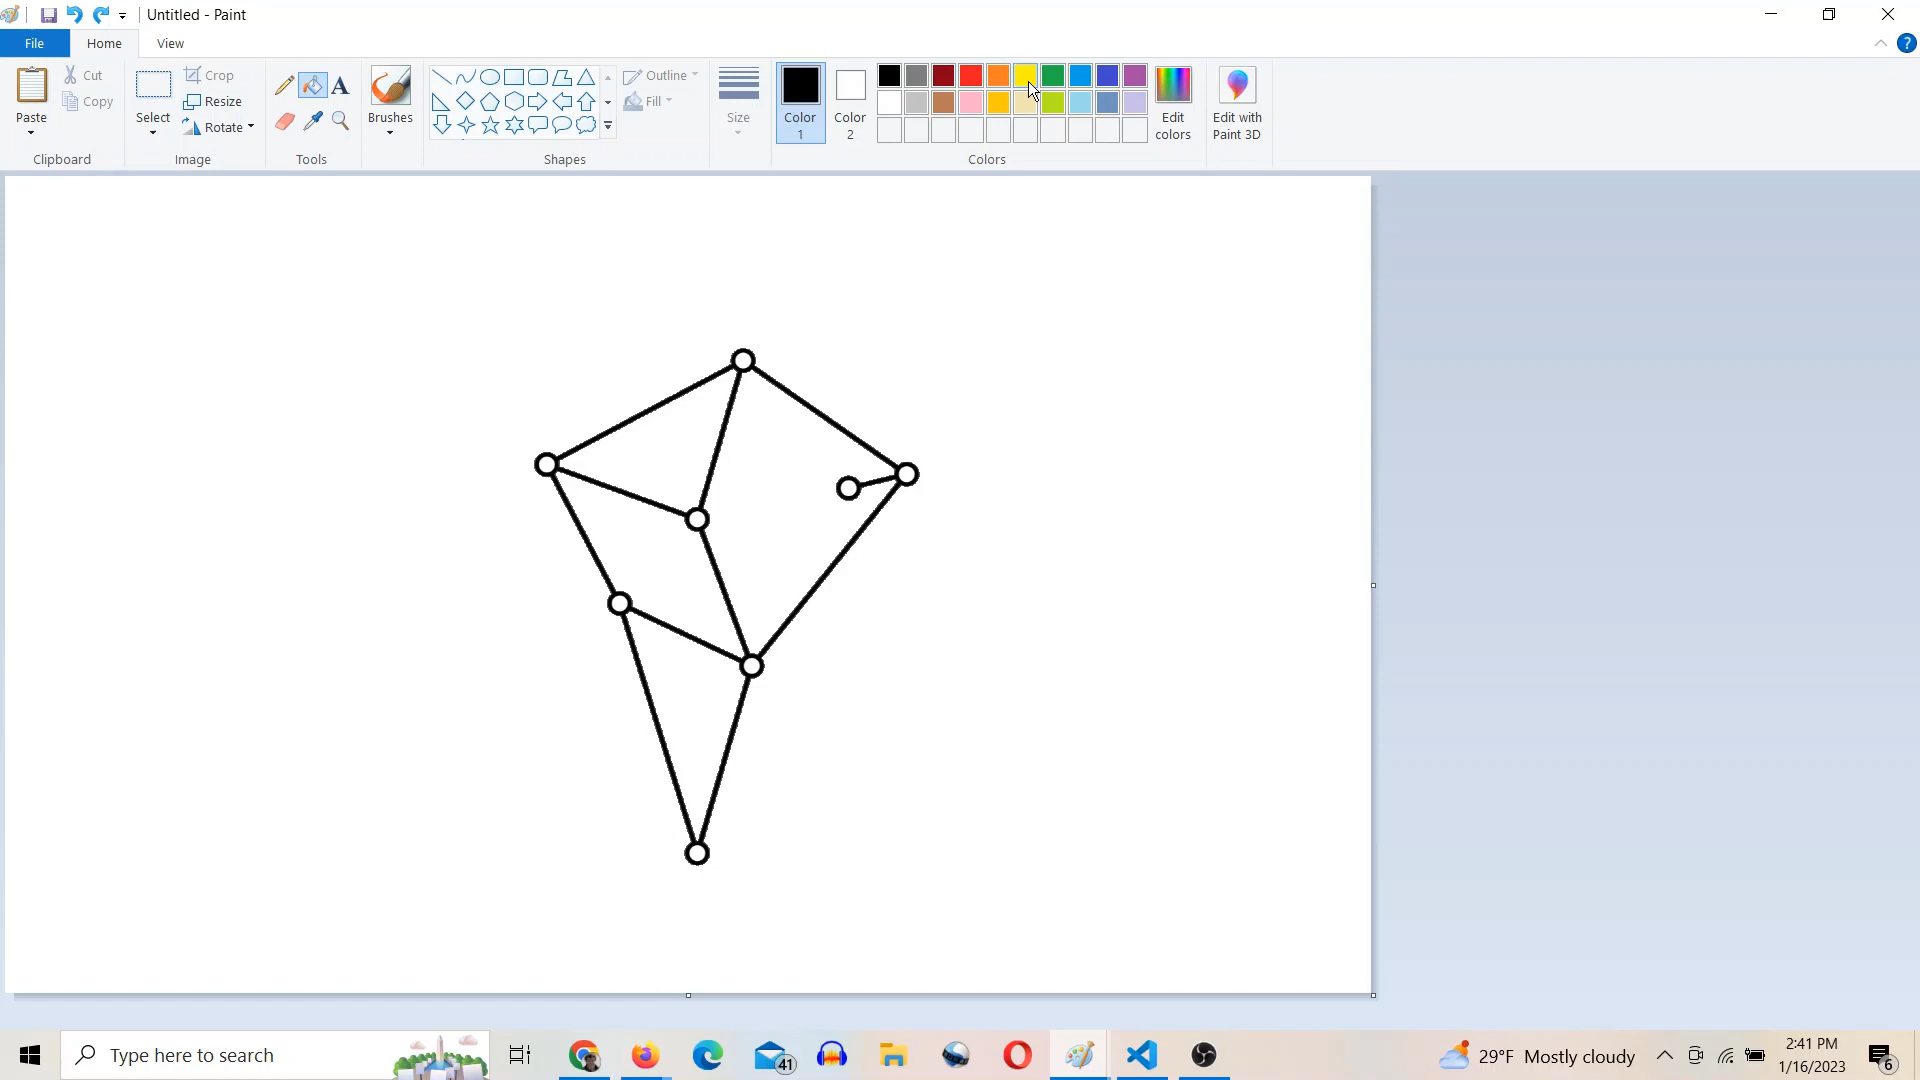 Untitled - Paint
File
Home
View
Paste
Cut
Copy
Clipboard
Select
Crop
Resize
Rotate
Image
A
Tools
Brushes
Outline
Fill
Shapes
Size
Color
1
Color
2
Colors
Edit
colors
Edit with
Paint 3D
?
Type here to search
41
29°F Mostly cloudy
2:41 PM
1/16/2023
6